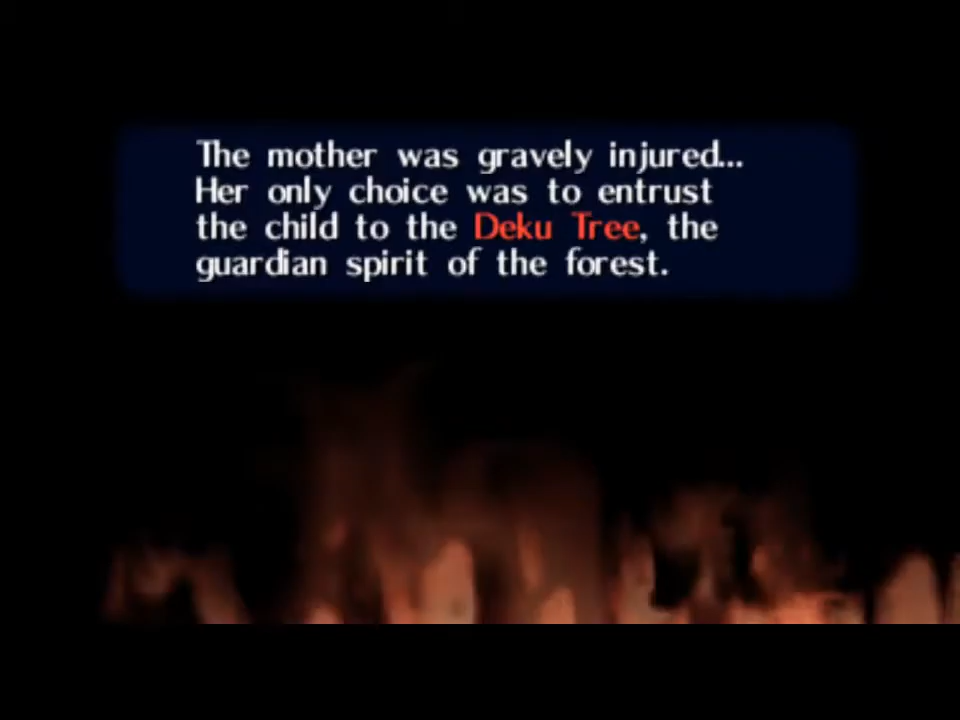 The mother was gravely injured...
Her only choice was to entrust
the child to the Deku Tree, the
guardian spirit of the forest.